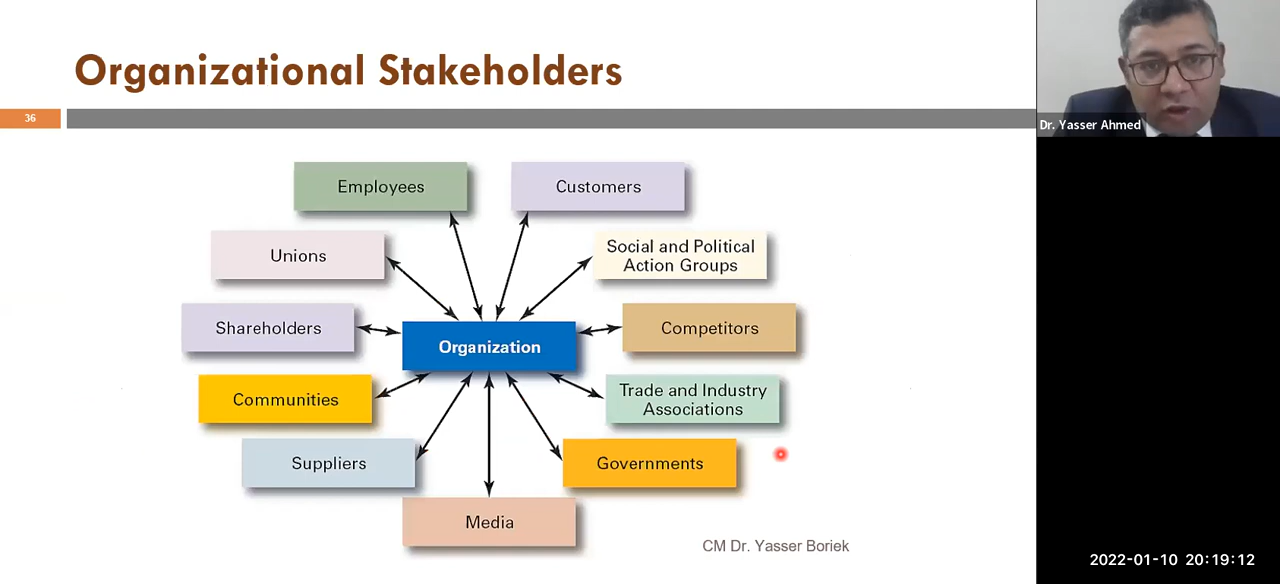 Organizational Stakeholders
36
Dr. Yasser Ahmed
Employees
Customers
Unions
Social and Political
Action Groups
Shareholders
Competitors
Organization
Communities
Trade and Industry
Associations
Suppliers
Governments
Media
CM Dr. Yasser Boriek
2022-01-10 20:19:12